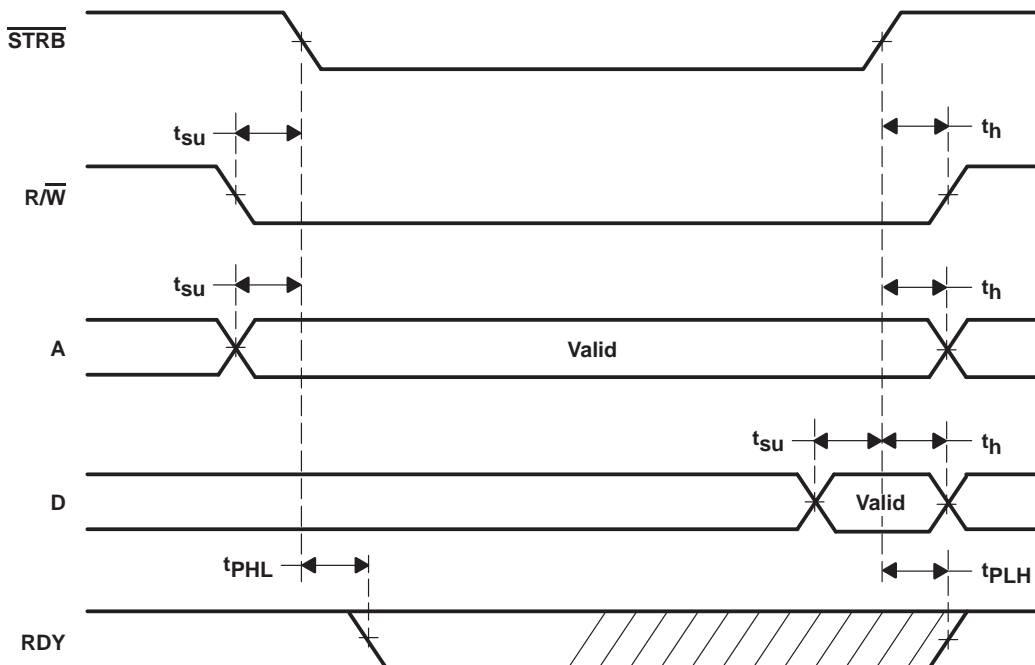 STRB
tsu
th
R/W
tsu
th
A
Valid
tsu
th
D
Valid
tPHL
tPLH
RDY